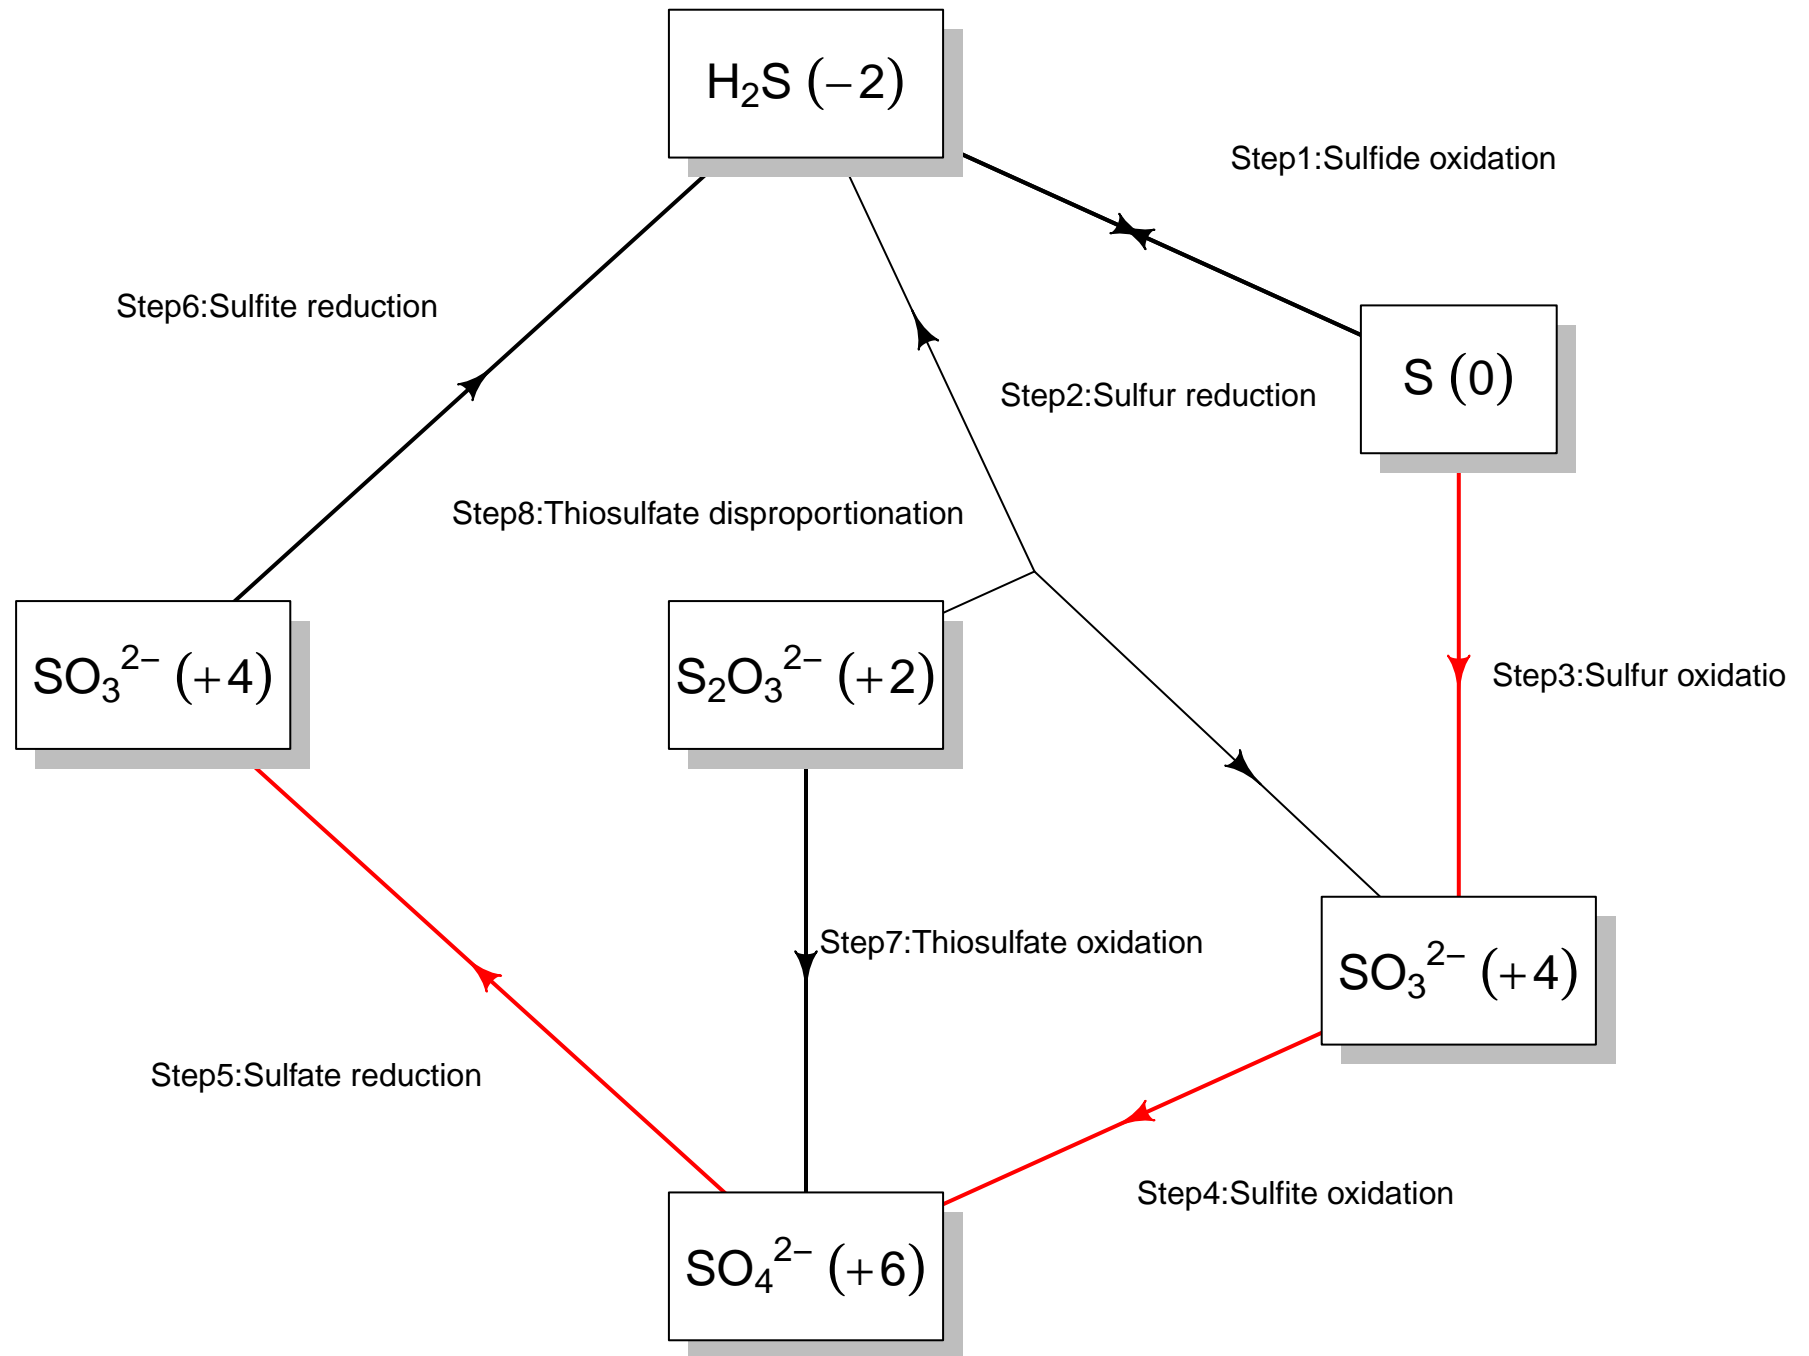 H₂S (−2)
Step1:Sulfide oxidation
Step6:Sulfite reduction
S (0)
Step2:Sulfur reduction
Step8:Thiosulfate disproportionation
SO₃²⁻ (+4)
S₂O₃²⁻ (+2)
Step3:Sulfur oxidatio
Step7:Thiosulfate oxidation
SO₃²⁻ (+4)
Step5:Sulfate reduction
Step4:Sulfite oxidation
SO₄²⁻ (+6)